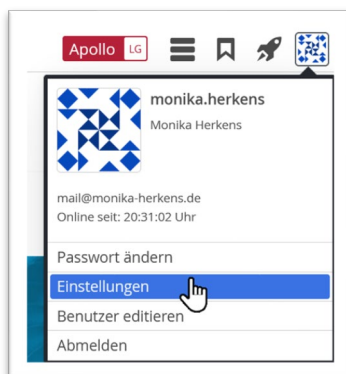 Apollo LG
monika.herkens
Monika Herkens
mail@monika-herkens.de
Online seit: 20:31:02 Uhr
Passwort ändern
Einstellungen
Benutzer editieren
Abmelden